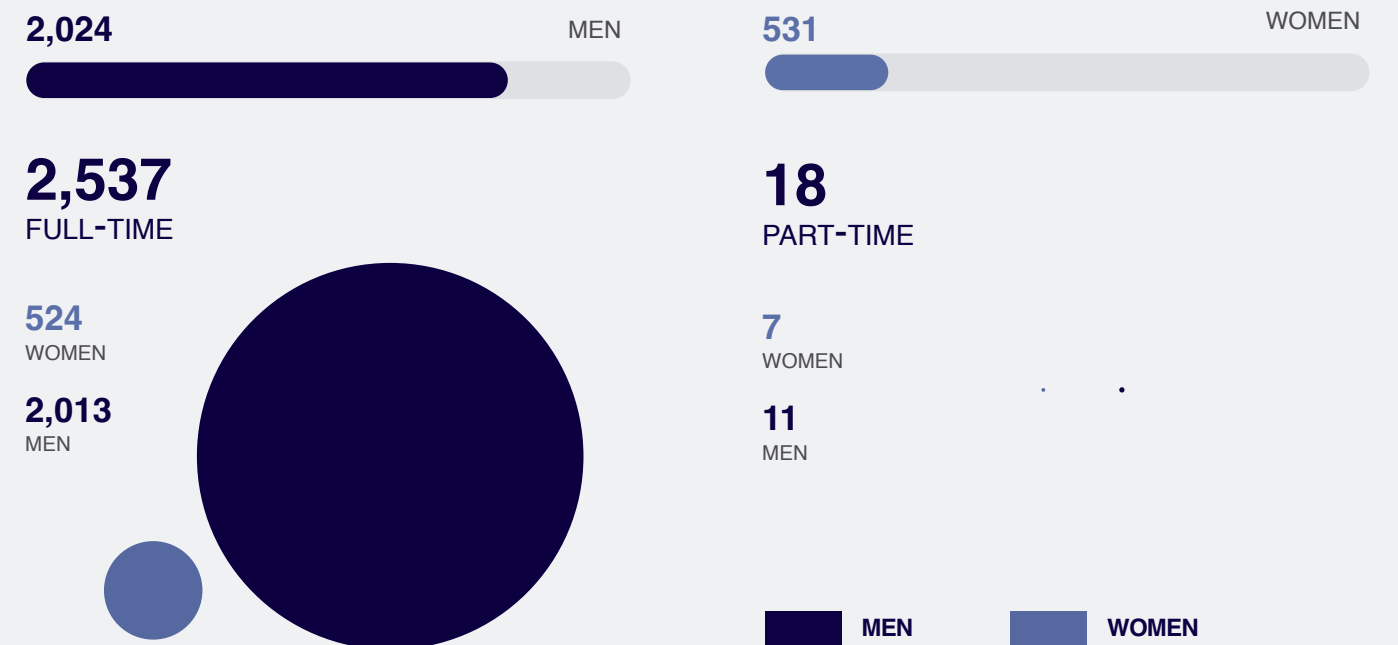 2,024
MEN
531
WOMEN
2,537
FULL-TIME
524
WOMEN
2,013
MEN
18
PART-TIME
7
WOMEN
11
MEN
MEN
WOMEN